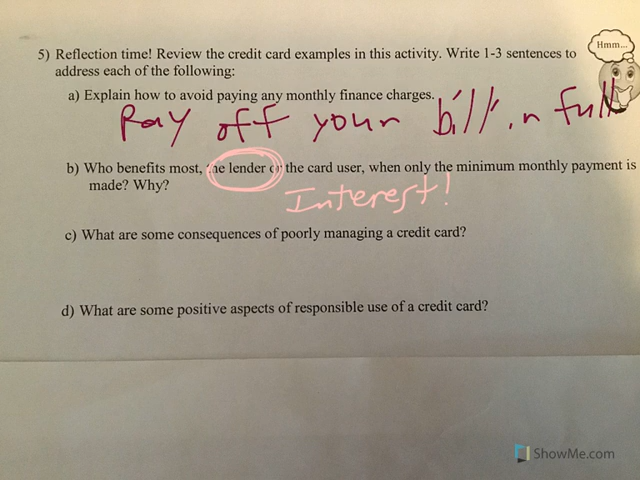 Hmm...
5) Reflection time! Review the credit card examples in this activity. Write 1-3 sentences to
address each of the following:
a) Explain how to avoid paying any monthly finance charges.
Pay off your bill in full
b) Who benefits most, the lender or the card user, when only the minimum monthly payment is
made? Why?
Interest!
c) What are some consequences of poorly managing a credit card?
d) What are some positive aspects of responsible use of a credit card?
ShowMe.com